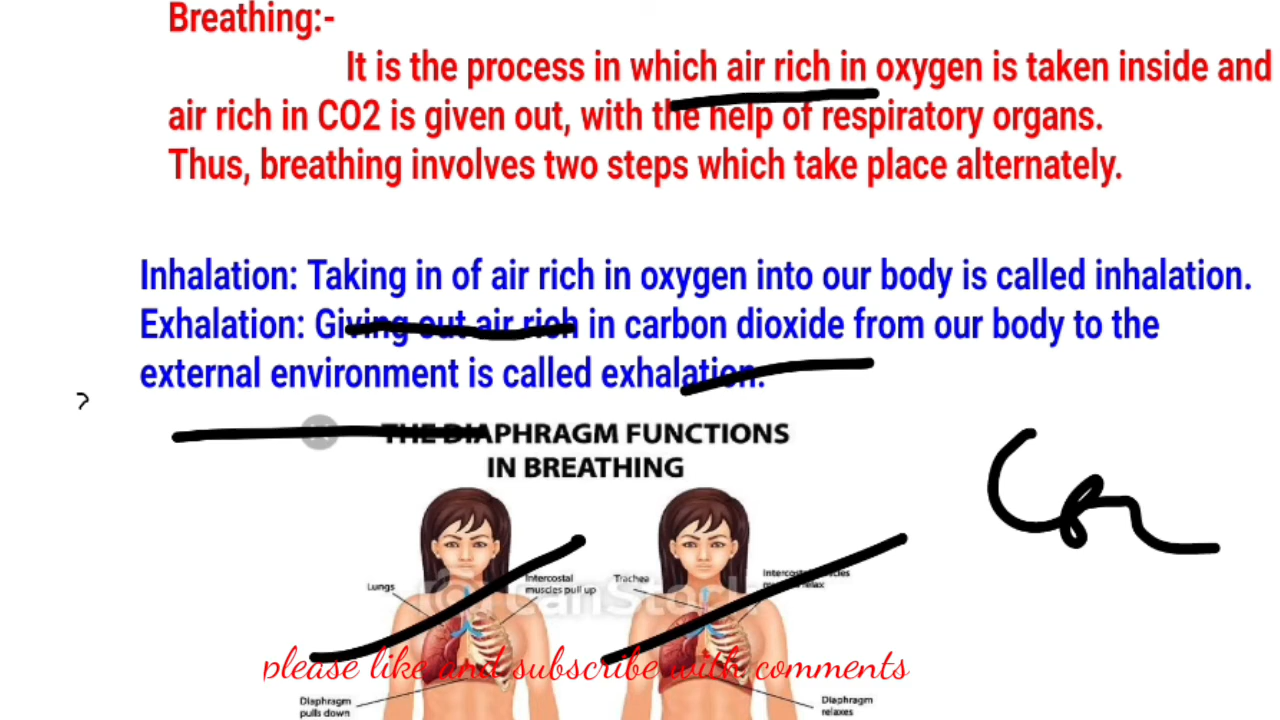 Breathing:-
It is the process in which air rich in oxygen is taken inside and
air rich in CO2 is given out, with the help of respiratory organs.
Thus, breathing involves two steps which take place alternately.
Inhalation: Taking in of air rich in oxygen into our body is called inhalation.
Exhalation: Giving out air rich in carbon dioxide from our body to the
external environment is called exhalation.
THE DIAPHRAGM FUNCTIONS
IN BREATHING
Lungs
Intercostal
muscles pull up
Trachea
Intercostal muscles
relax
CanStock
please like and subscribe with comments
Diaphragm
pulls down
Diaphragm
relaxes